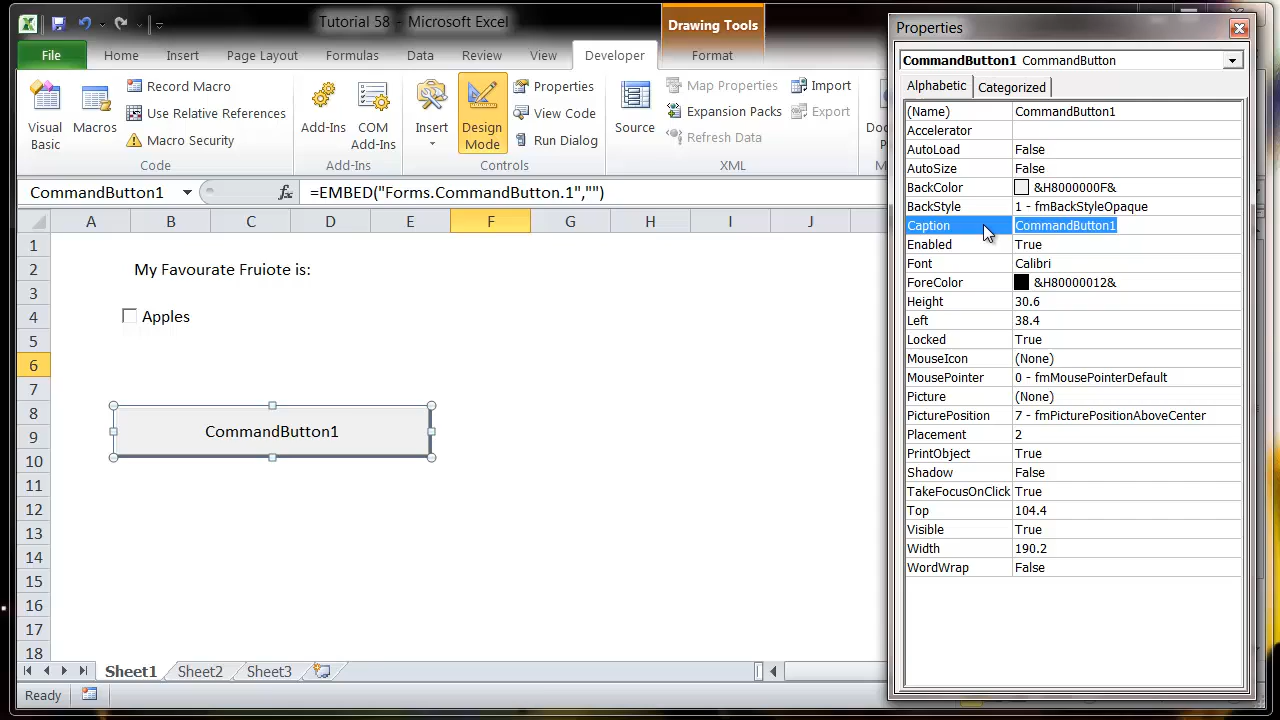 Tutorial 58 - Microsoft Excel
Drawing Tools
File Home Insert Page Layout Formulas Data Review View Developer Format
Visual Basic
Macros
Record Macro
Use Relative References
Macro Security
Code
Add-Ins
COM Add-Ins
Add-Ins
Insert
Design Mode
Properties
View Code
Run Dialog
Controls
Source
Map Properties
Expansion Packs
Refresh Data
Import
Export
XML
CommandButton1 fx =EMBED("Forms.CommandButton.1","")
A B C D E F G H I J
1
2 My Favourate Fruiote is:
3
4 Apples
5
6
7
8
9 CommandButton1
10
11
12
13
14
15
16
17
18
Sheet1 Sheet2 Sheet3
Ready
Properties
CommandButton1 CommandButton
Alphabetic Categorized
(Name) CommandButton1
Accelerator
AutoLoad False
AutoSize False
BackColor &H8000000F&
BackStyle 1 - fmBackStyleOpaque
Caption CommandButton1
Enabled True
Font Calibri
ForeColor &H80000012&
Height 30.6
Left 38.4
Locked True
MouseIcon (None)
MousePointer 0 - fmMousePointerDefault
Picture (None)
PicturePosition 7 - fmPicturePositionAboveCenter
Placement 2
PrintObject True
Shadow False
TakeFocusOnClick True
Top 104.4
Visible True
Width 190.2
WordWrap False